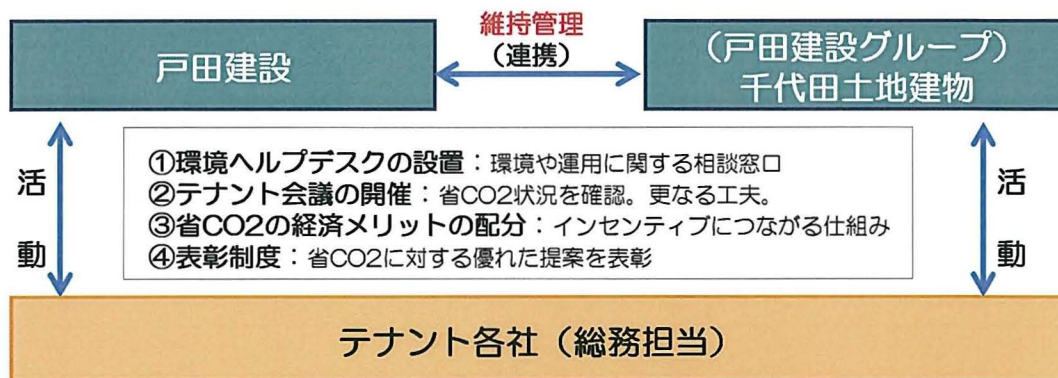 維持管理
(連携)
戸田建設
(戸田建設グループ)
千代田土地建物
活動
①環境ヘルプデスクの設置：環境や運用に関する相談窓口
②テナント会議の開催：省CO2状況を確認。更なる工夫。
③省CO2の経済メリットの配分：インセンティブにつながる仕組み
④表彰制度：省CO2に対する優れた提案を表彰
活動
テナント各社（総務担当）